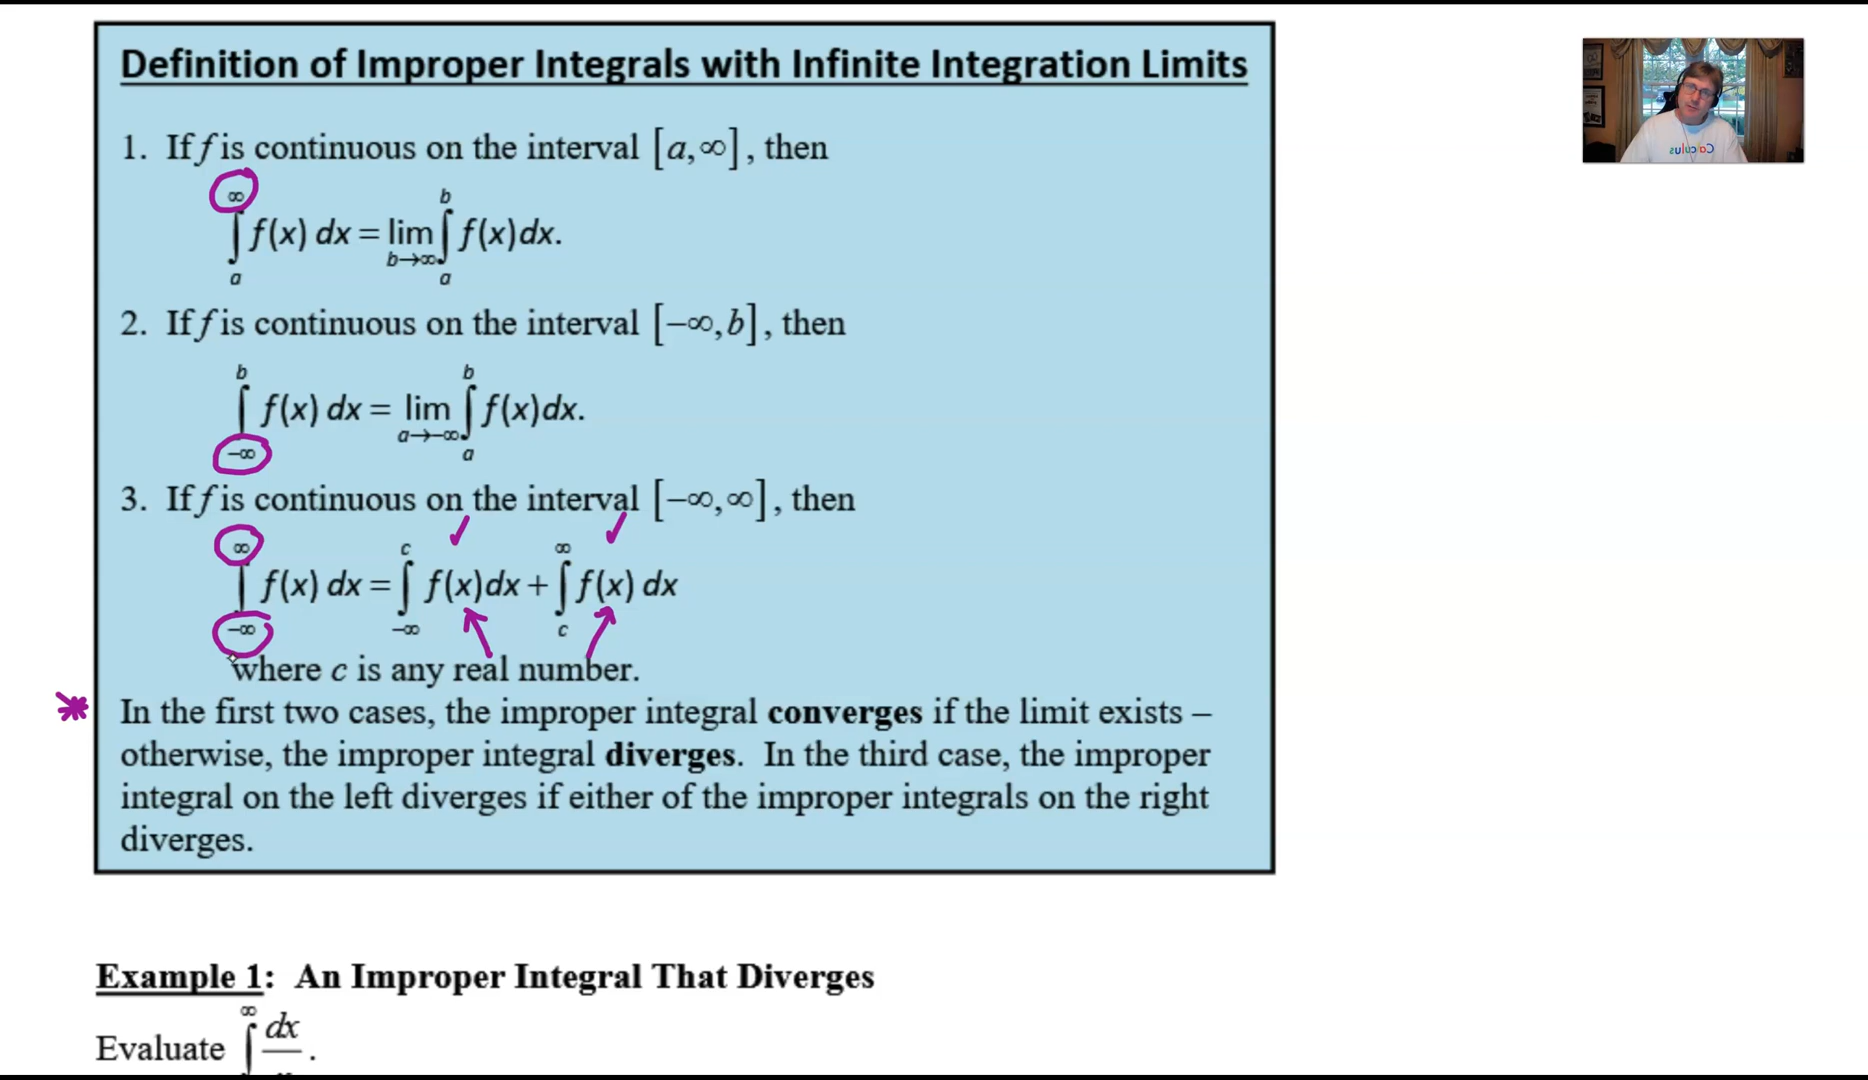 Definition of Improper Integrals with Infinite Integration Limits
1. If f is continuous on the interval [a, ∞], then
∫_a^∞ f(x) dx = lim_{b→∞} ∫_a^b f(x)dx.
2. If f is continuous on the interval [−∞, b], then
∫_{−∞}^b f(x) dx = lim_{a→−∞} ∫_a^b f(x)dx.
3. If f is continuous on the interval [−∞, ∞], then
∫_{−∞}^∞ f(x) dx = ∫_{−∞}^c f(x)dx + ∫_c^∞ f(x) dx
where c is any real number.
In the first two cases, the improper integral converges if the limit exists –
otherwise, the improper integral diverges. In the third case, the improper
integral on the left diverges if either of the improper integrals on the right
diverges.
Example 1: An Improper Integral That Diverges
Evaluate ∫^∞ dx/ .
Calculus